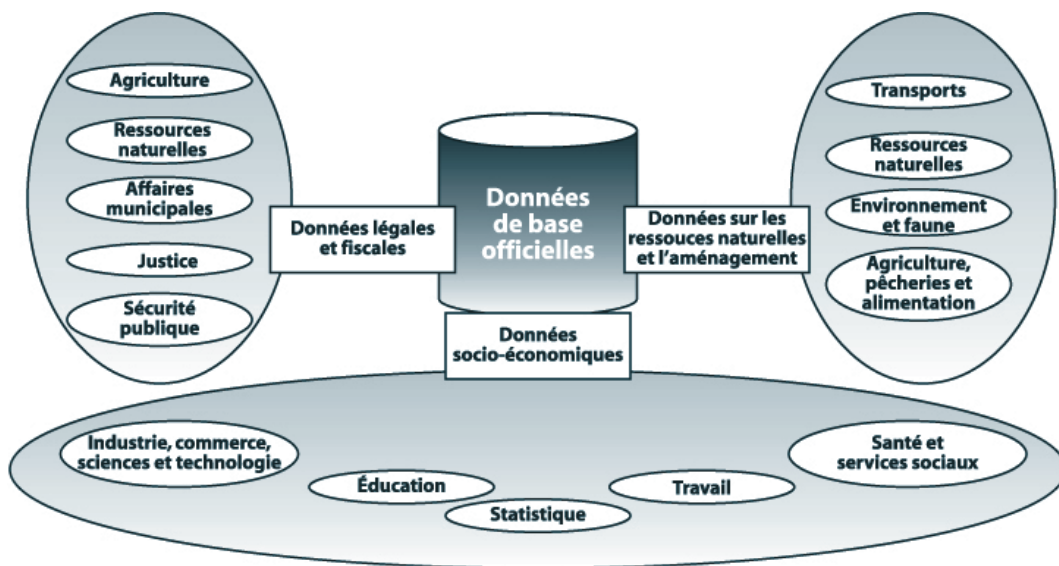 Agriculture
Ressources
naturelles
Affaires
municipales
Justice
Sécurité
publique
Données légales
et fiscales
Données
de base
officielles
Données sur les
ressouces naturelles
et l'aménagement
Transports
Ressources
naturelles
Environnement
et faune
Agriculture,
pêcheries et
alimentation
Données
socio-économiques
Industrie, commerce,
sciences et technologie
Éducation
Statistique
Travail
Santé et
services sociaux